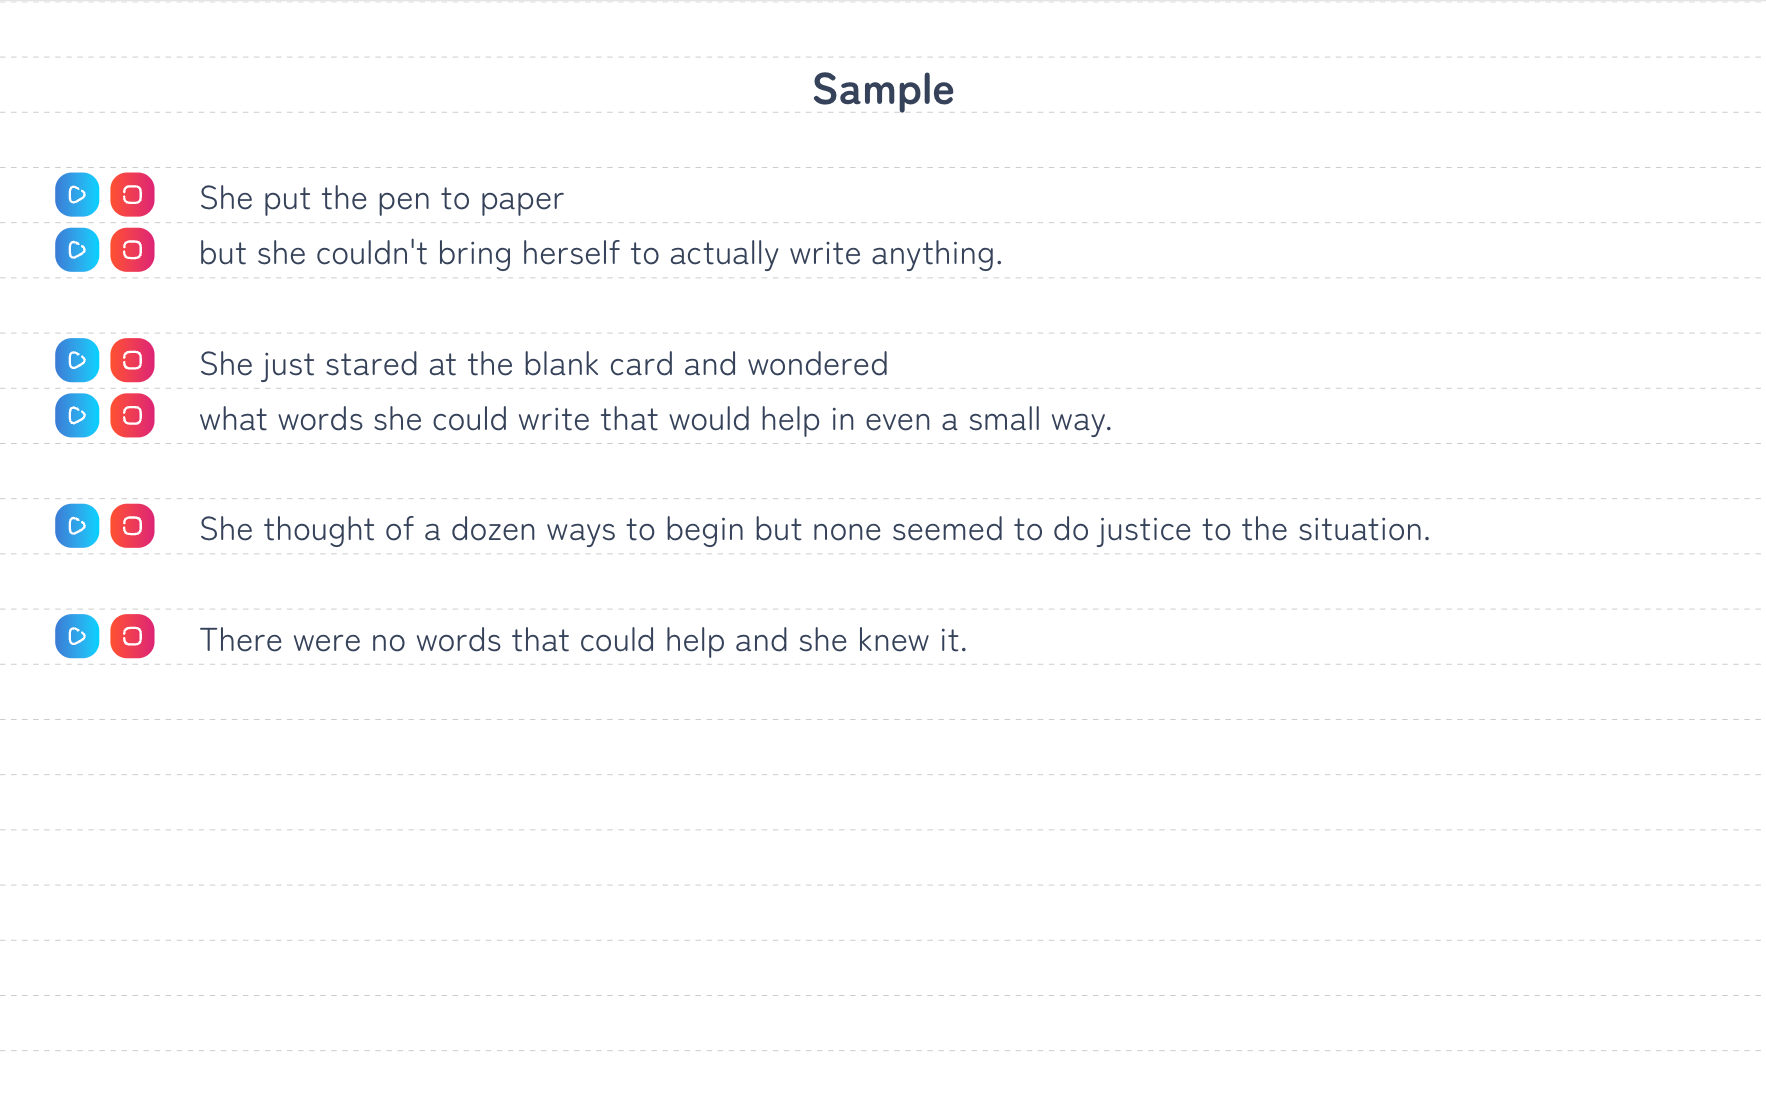 Sample
She put the pen to paper
but she couldn't bring herself to actually write anything.
She just stared at the blank card and wondered
what words she could write that would help in even a small way.
She thought of a dozen ways to begin but none seemed to do justice to the situation.
There were no words that could help and she knew it.